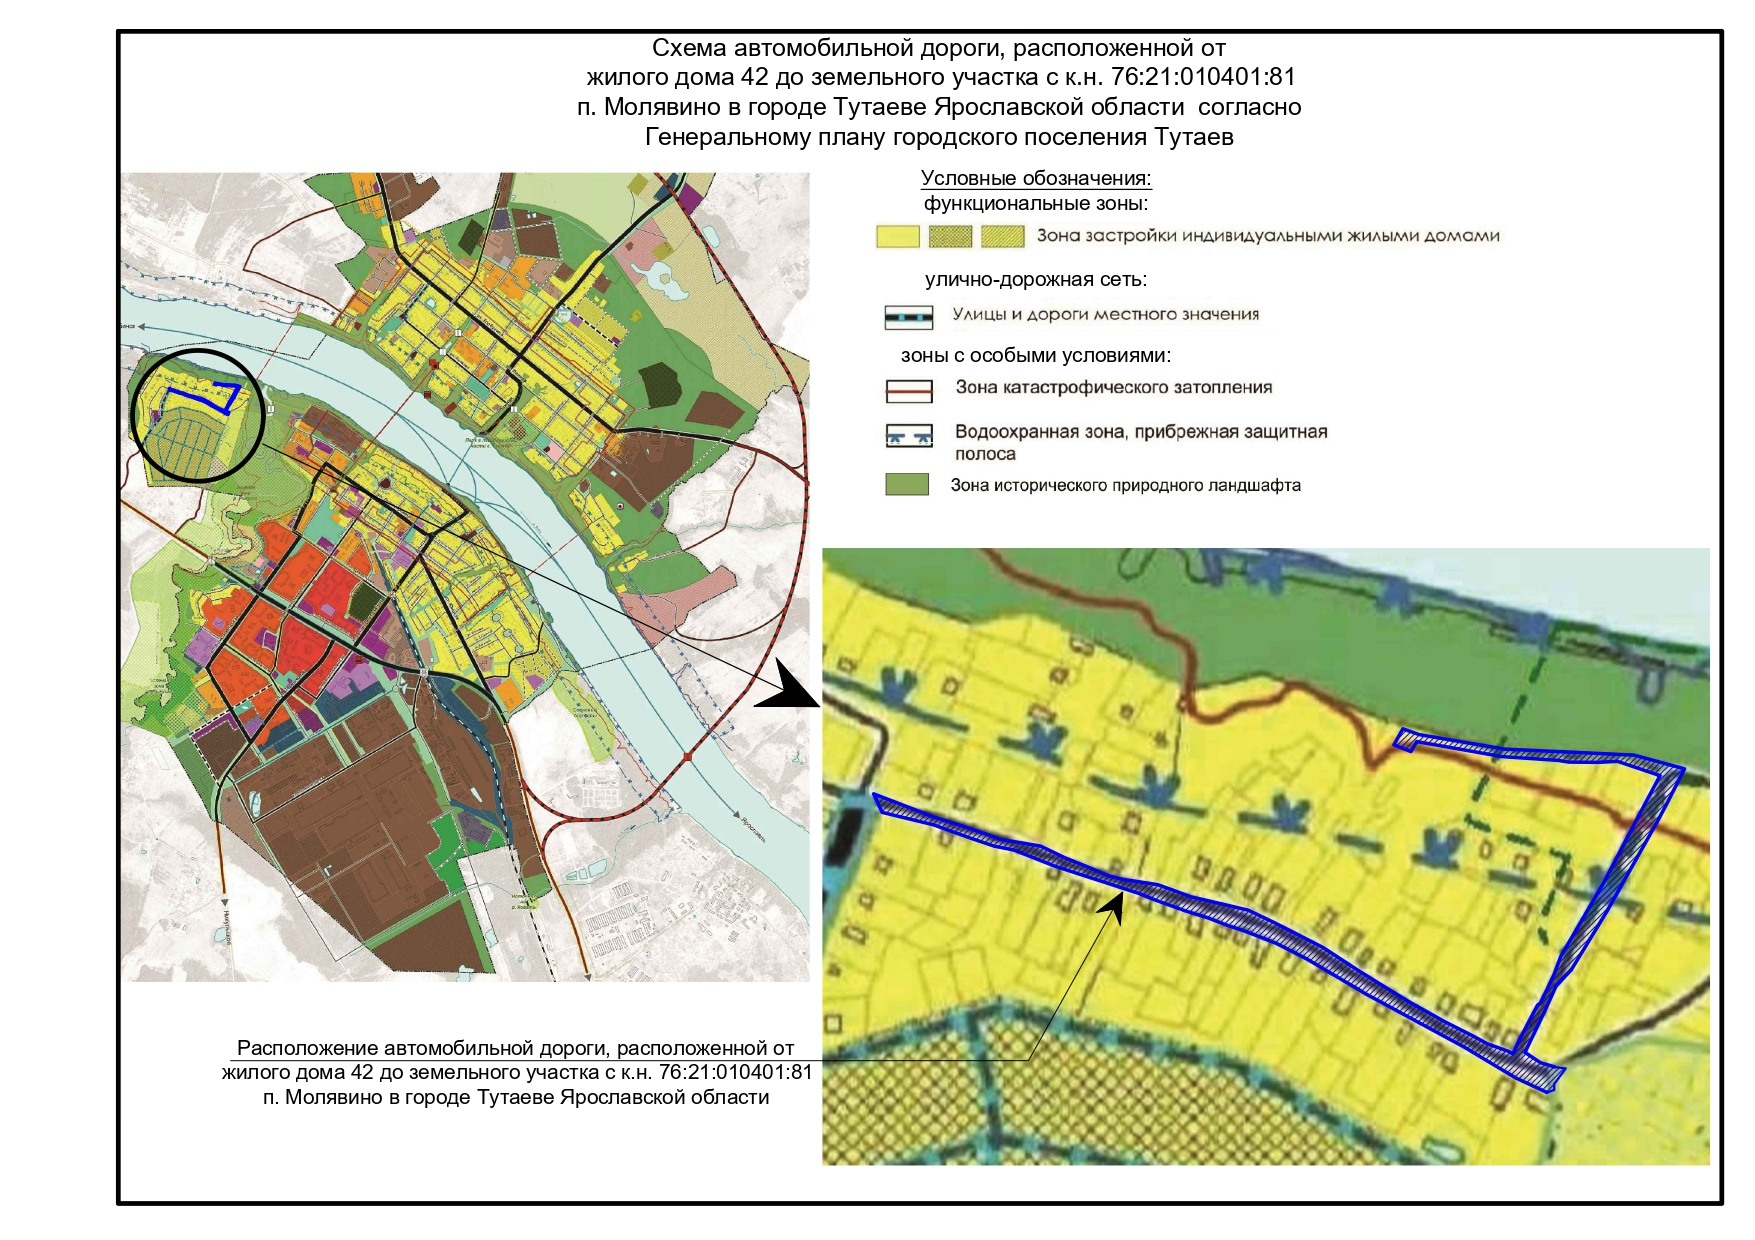 Схема автомобильной дороги, расположенной от
жилого дома 42 до земельного участка с к.н. 76:21:010401:81
п. Молявино в городе Тутаеве Ярославской области согласно
Генеральному плану городского поселения Тутаев
Условные обозначения:
функциональные зоны:
Зона застройки индивидуальными жилыми домами
улично-дорожная сеть:
Улицы и дороги местного значения
зоны с особыми условиями:
Зона катастрофического затопления
Водоохранная зона, прибрежная защитная
полоса
Зона исторического природного ландшафта
Ярославль
Расположение автомобильной дороги, расположенной от
жилого дома 42 до земельного участка с к.н. 76:21:010401:81
п. Молявино в городе Тутаеве Ярославской области